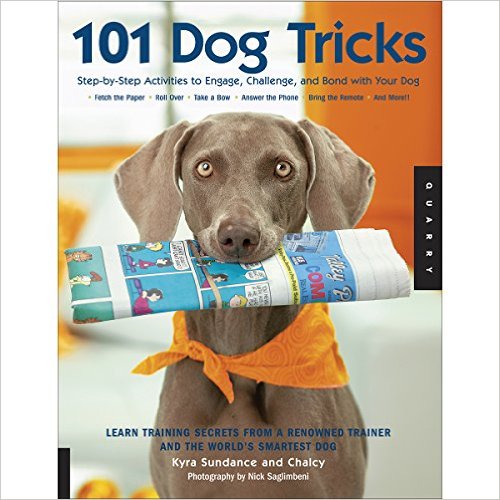 101 Dog Tricks
Step-by-Step Activities to Engage, Challenge, and Bond with Your Dog
• Fetch the Paper • Roll Over • Take a Bow • Answer the Phone • Bring the Remote • And More!!
QUARRY
COM
LEARN TRAINING SECRETS FROM A RENOWNED TRAINER
AND THE WORLD'S SMARTEST DOG
Kyra Sundance and Chalcy
Photography by Nick Saglimbeni